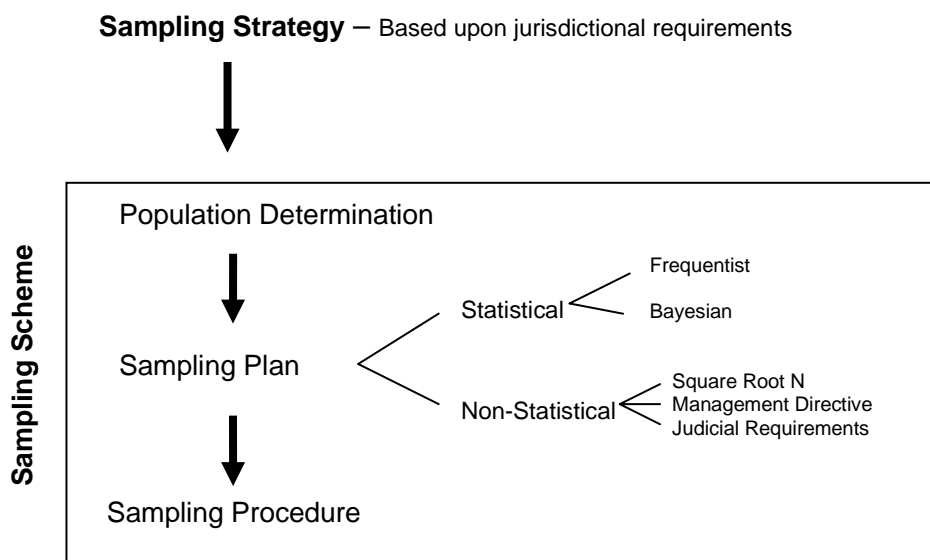 Sampling Strategy – Based upon jurisdictional requirements
Sampling Scheme
Population Determination
Sampling Plan
Statistical
Frequentist
Bayesian
Non-Statistical
Square Root N
Management Directive
Judicial Requirements
Sampling Procedure